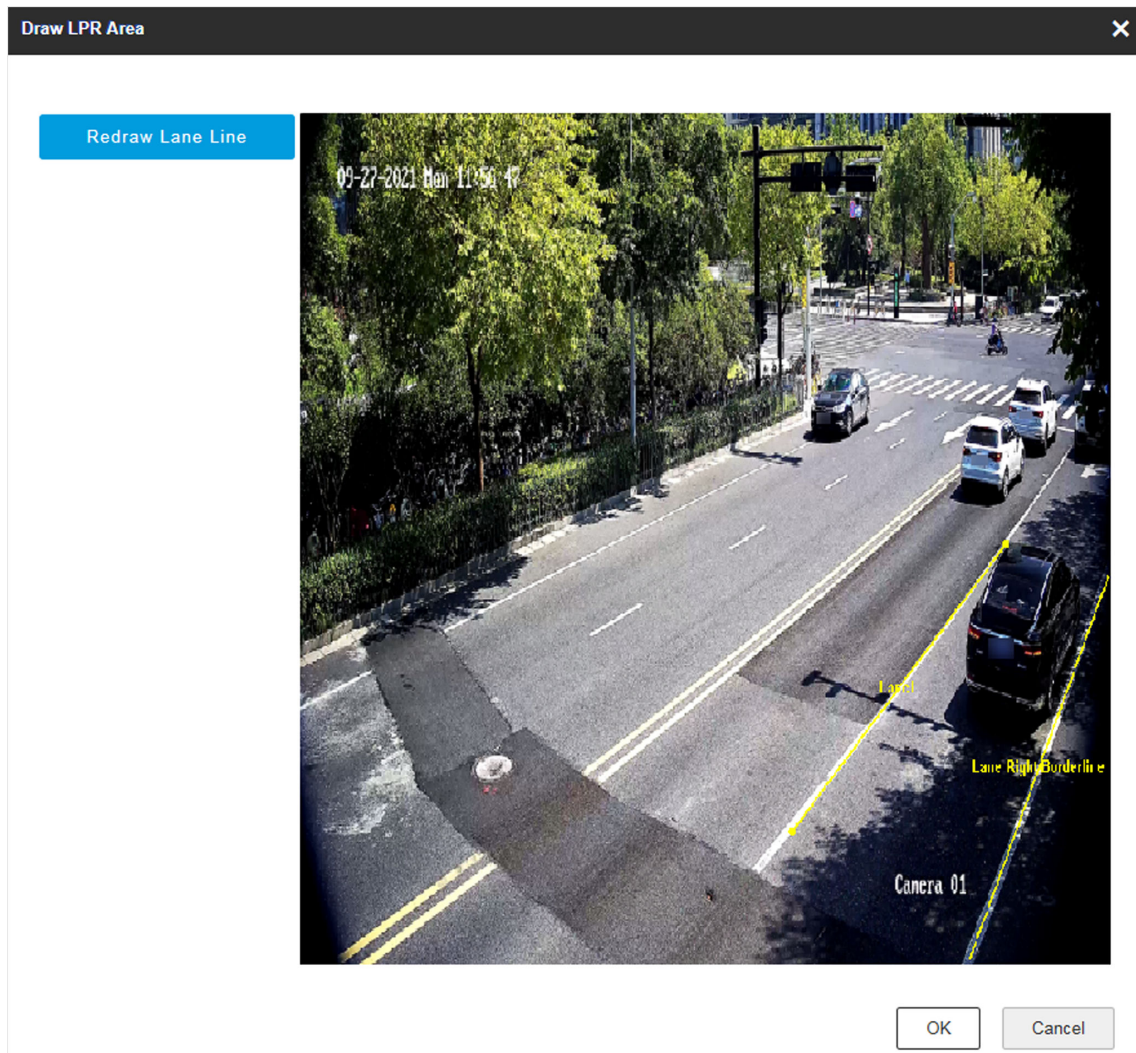 Draw LPR Area
Redraw Lane Line
09-27-2021 Mon 11:56:47
Lane1
Lane Right Borderline
Camera 01
OK
Cancel